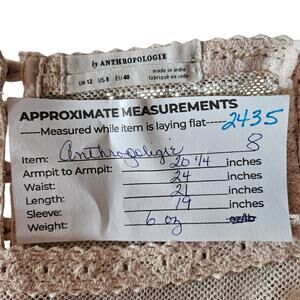 by ANTHROPOLOGIE
UK 12 US 8 EU 40
made in india
fabriqué en inde
APPROXIMATE MEASUREMENTS
-----Measured while item is laying flat-----
2435
8
Item: Anthropologie
Armpit to Armpit: 20 1/4 inches
Waist: 24 inches
Length: 21 inches
Sleeve: 19 inches
Weight: 6 oz oz/lb